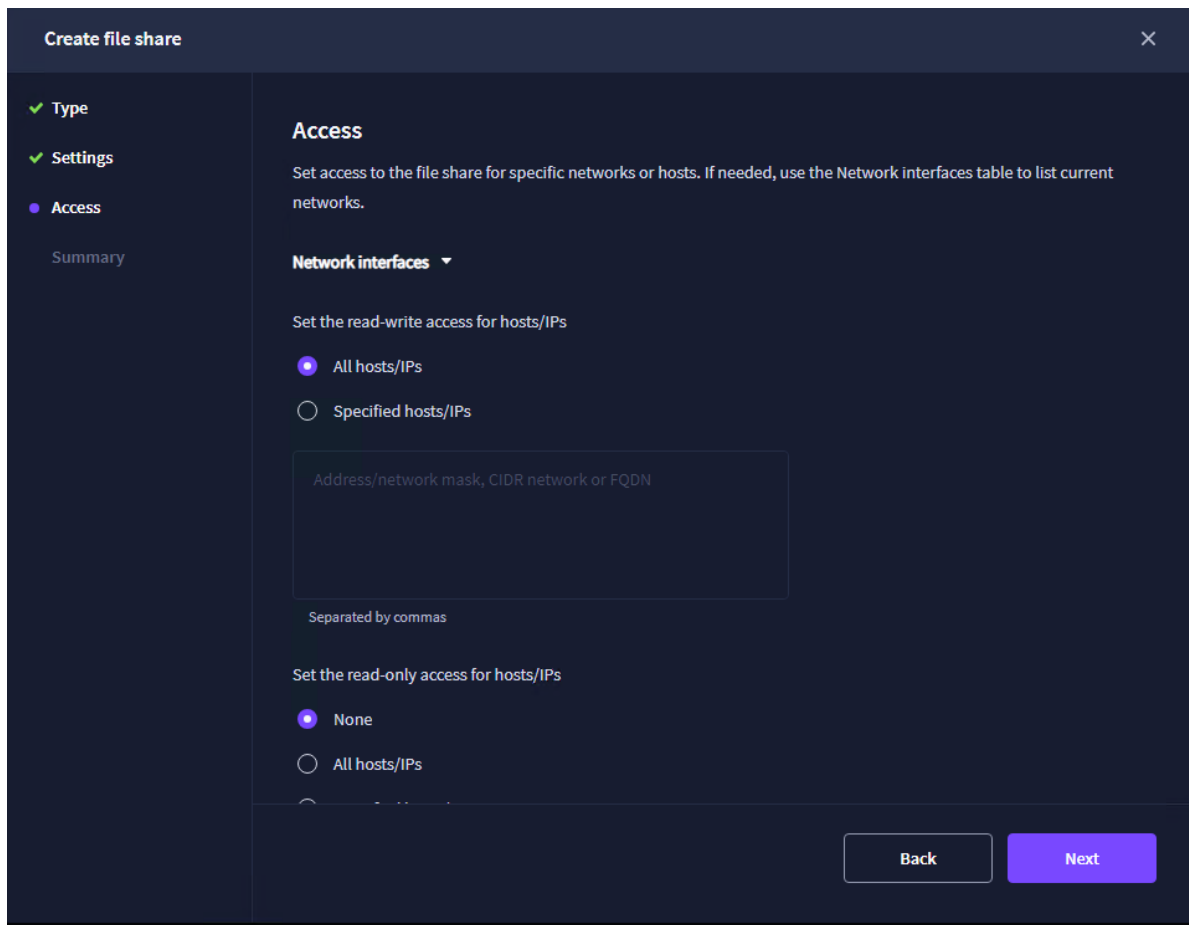 Create file share
Type
Settings
Access
Summary
Access
Set access to the file share for specific networks or hosts. If needed, use the Network interfaces table to list current
networks.
Network interfaces
Set the read-write access for hosts/IPs
All hosts/IPs
Specified hosts/IPs
Address/network mask, CIDR network or FQDN
Separated by commas
Set the read-only access for hosts/IPs
None
All hosts/IPs
Back
Next